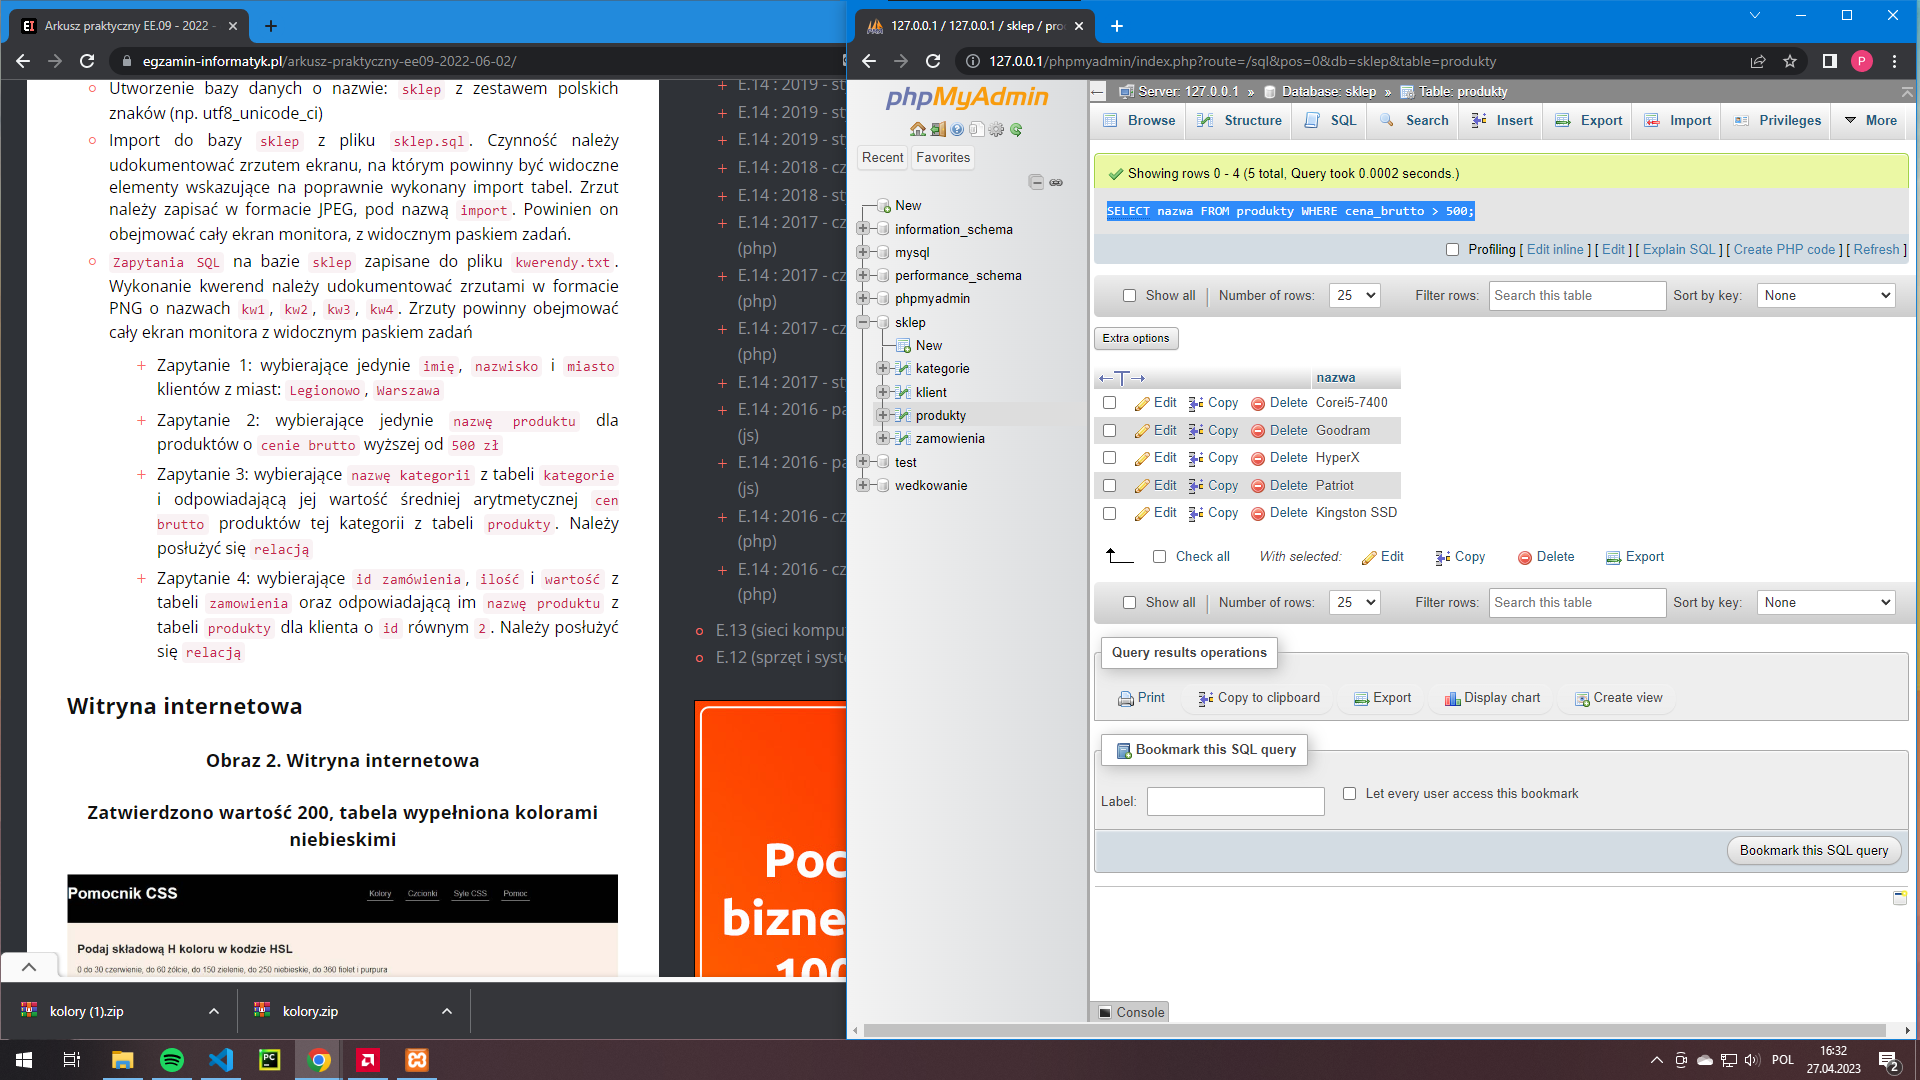 Arkusz praktyczny EE.09 - 2022 -
egzamin-informatyk.pl/arkusz-praktyczny-ee09-2022-06-02/
Utworzenie bazy danych o nazwie: sklep z zestawem polskich
znaków (np. utf8_unicode_ci)
Import do bazy sklep z pliku sklep.sql. Czynność należy
udokumentować zrzutem ekranu, na którym powinny być widoczne
elementy wskazujące na poprawnie wykonany import tabel. Zrzut
należy zapisać w formacie JPEG, pod nazwą import. Powinien on
obejmować cały ekran monitora, z widocznym paskiem zadań.
Zapytania SQL na bazie sklep zapisane do pliku kwerendy.txt.
Wykonanie kwerend należy udokumentować zrzutami w formacie
PNG o nazwach kw1, kw2, kw3, kw4. Zrzuty powinny obejmować
cały ekran monitora z widocznym paskiem zadań
+ Zapytanie 1: wybierające jedynie imię, nazwisko i miasto
klientów z miast: Legionowo, Warszawa
+ Zapytanie 2: wybierające jedynie nazwę produktu dla
produktów o cenie brutto wyższej od 500 zł
+ Zapytanie 3: wybierające nazwę kategorii z tabeli kategorie
i odpowiadającą jej wartość średniej arytmetycznej cen
brutto produktów tej kategorii z tabeli produkty. Należy
posłużyć się relacją
+ Zapytanie 4: wybierające id zamówienia, ilość i wartość z
tabeli zamowienia oraz odpowiadającą im nazwę produktu z
tabeli produkty dla klienta o id równym 2. Należy posłużyć
się relacją
Witryna internetowa
Obraz 2. Witryna internetowa
Zatwierdzono wartość 200, tabela wypełniona kolorami
niebieskimi
Pomocnik CSS
Kolory
Czcionki
Syle CSS
Pomoc
Podaj składową H koloru w kodzie HSL
0 do 30 czerwienie, do 60 żółcie, do 150 zielenie, do 250 niebieskie, do 360 fiolet i purpura
+ E.14 : 2019 - st
+ E.14 : 2019 - st
+ E.14 : 2019 - st
+ E.14 : 2018 - cz
+ E.14 : 2018 - st
+ E.14 : 2017 - cz
(php)
+ E.14 : 2017 - cz
(php)
+ E.14 : 2017 - cz
(php)
+ E.14 : 2017 - st
+ E.14 : 2016 - pa
(js)
+ E.14 : 2016 - pa
(js)
+ E.14 : 2016 - cz
(php)
+ E.14 : 2016 - cz
(php)
E.13 (sieci kompu
E.12 (sprzęt i syste
Poc
bizne
100
kolory (1).zip
kolory.zip
127.0.0.1 / 127.0.0.1 / sklep / pro
127.0.0.1/phpmyadmin/index.php?route=/sql&pos=0&db=sklep&table=produkty
P
phpMyAdmin
Recent
Favorites
New
information_schema
mysql
performance_schema
phpmyadmin
sklep
New
kategorie
klient
produkty
zamowienia
test
wedkowanie
Server: 127.0.0.1 » Database: sklep » Table: produkty
Browse
Structure
SQL
Search
Insert
Export
Import
Privileges
More
Showing rows 0 - 4 (5 total, Query took 0.0002 seconds.)
SELECT nazwa FROM produkty WHERE cena_brutto > 500;
Profiling [ Edit inline ] [ Edit ] [ Explain SQL ] [ Create PHP code ] [ Refresh ]
Show all
Number of rows:
25
Filter rows:
Search this table
Sort by key:
None
Extra options
nazwa
Edit Copy Delete Corei5-7400
Edit Copy Delete Goodram
Edit Copy Delete HyperX
Edit Copy Delete Patriot
Edit Copy Delete Kingston SSD
Check all
With selected:
Edit
Copy
Delete
Export
Show all
Number of rows:
25
Filter rows:
Search this table
Sort by key:
None
Query results operations
Print
Copy to clipboard
Export
Display chart
Create view
Bookmark this SQL query
Label:
Let every user access this bookmark
Bookmark this SQL query
Console
PC
POL
16:32
27.04.2023
2